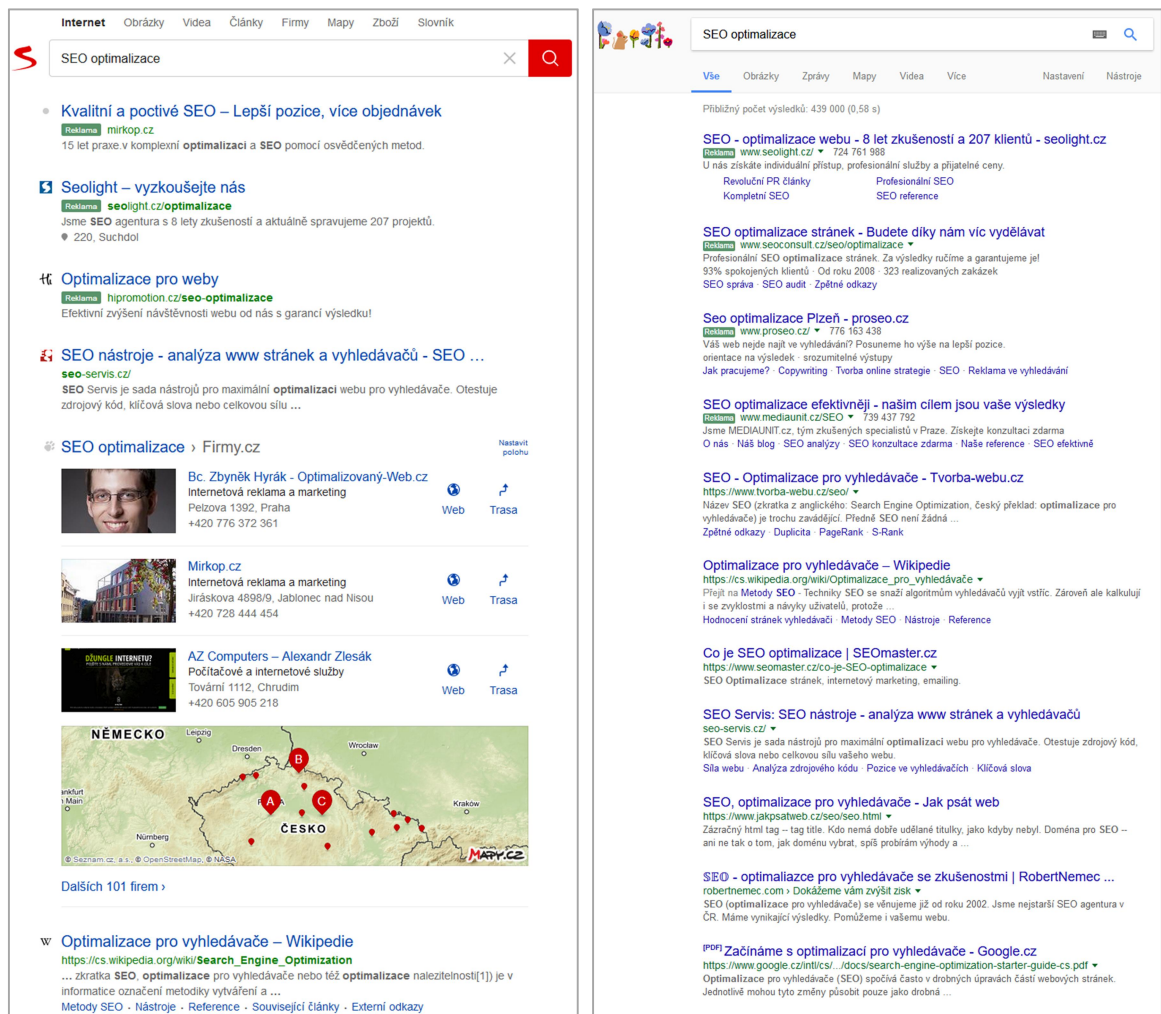 Internet Obrázky Videa Články Firmy Mapy Zboží Slovník
SEO optimalizace
Kvalitní a poctivé SEO – Lepší pozice, více objednávek
Reklama mirkop.cz
15 let praxe.v komplexní optimalizaci a SEO pomocí osvědčených metod.
Seolight – vyzkoušejte nás
Reklama seolight.cz/optimalizace
Jsme SEO agentura s 8 lety zkušeností a aktuálně spravujeme 207 projektů.
220, Suchdol
Optimalizace pro weby
Reklama hipromotion.cz/seo-optimalizace
Efektivní zvýšení návštěvnosti webu od nás s garancí výsledku!
SEO nástroje - analýza www stránek a vyhledávačů - SEO ...
seo-servis.cz/
SEO Servis je sada nástrojů pro maximální optimalizaci webu pro vyhledávače. Otestuje
zdrojový kód, klíčová slova nebo celkovou sílu ...
SEO optimalizace › Firmy.cz
Nastavit
polohu
Bc. Zbyněk Hyrák - Optimalizovaný-Web.cz
Internetová reklama a marketing
Pelzova 1392, Praha
+420 776 372 361
Web Trasa
Mirkop.cz
Internetová reklama a marketing
Jiráskova 4898/9, Jablonec nad Nisou
+420 728 444 454
Web Trasa
DŽUNGLE INTERNETU?
AZ Computers – Alexandr Zlesák
Počítačové a internetové služby
Tovární 1112, Chrudim
+420 605 905 218
Web Trasa
NĚMECKO Leipzig
Dresden Wrocław
B
ankfurt
Main
A C
ČESKO
Kraków
Nürnberg
© Seznam.cz, a.s., © OpenStreetMap, © NASA
MAPY.CZ
Dalších 101 firem ›
W Optimalizace pro vyhledávače – Wikipedie
https://cs.wikipedia.org/wiki/Search_Engine_Optimization
... zkratka SEO, optimalizace pro vyhledávače nebo též optimalizace nalezitelnosti[1]) je v
informatice označení metodiky vytváření a ...
Metody SEO - Nástroje - Reference - Související články - Externí odkazy
SEO optimalizace
Vše Obrázky Zprávy Mapy Videa Více Nastavení Nástroje
Přibližný počet výsledků: 439 000 (0,58 s)
SEO - optimalizace webu - 8 let zkušeností a 207 klientů - seolight.cz
Reklama www.seolight.cz/ 724 761 988
U nás získáte individuální přístup, profesionální služby a přijatelné ceny.
Revoluční PR články Profesionální SEO
Kompletní SEO SEO reference
SEO optimalizace stránek - Budete díky nám víc vydělávat
Reklama www.seoconsult.cz/seo/optimalizace
Profesionální SEO optimalizace stránek. Za výsledky ručíme a garantujeme je!
93% spokojených klientů · Od roku 2008 · 323 realizovaných zakázek
SEO správa · SEO audit · Zpětné odkazy
Seo optimalizace Plzeň - proseo.cz
Reklama www.proseo.cz/ 776 163 438
Váš web nejde najít ve vyhledávání? Posuneme ho výše na lepší pozice.
orientace na výsledek · srozumitelné výstupy
Jak pracujeme? · Copywriting · Tvorba online strategie · SEO · Reklama ve vyhledávání
SEO optimalizace efektivněji - našim cílem jsou vaše výsledky
Reklama www.mediaunit.cz/SEO 739 437 792
Jsme MEDIAUNIT.cz, tým zkušených specialistů v Praze. Získejte konzultaci zdarma
O nás · Náš blog · SEO analýzy · SEO konzultace zdarma · Naše reference · SEO efektivně
SEO - Optimalizace pro vyhledávače - Tvorba-webu.cz
https://www.tvorba-webu.cz/seo/
Název SEO (zkratka z anglického: Search Engine Optimization, český překlad: optimalizace pro
vyhledávače) je trochu zavádějící. Předně SEO není žádná ...
Zpětné odkazy · Duplicita · PageRank · S-Rank
Optimalizace pro vyhledávače – Wikipedie
https://cs.wikipedia.org/wiki/Optimalizace_pro_vyhledávače
Přejít na Metody SEO - Techniky SEO se snaží algoritmům vyhledávačů vyjít vstříc. Zároveň ale kalkulují
i se zvyklostmi a návyky uživatelů, protože ...
Hodnocení stránek vyhledávači · Metody SEO · Nástroje · Reference
Co je SEO optimalizace | SEOmaster.cz
https://www.seomaster.cz/co-je-SEO-optimalizace
SEO Optimalizace stránek, internetový marketing, emailing.
SEO Servis: SEO nástroje - analýza www stránek a vyhledávačů
seo-servis.cz/
SEO Servis je sada nástrojů pro maximální optimalizaci webu pro vyhledávače. Otestuje zdrojový kód,
klíčová slova nebo celkovou sílu vašeho webu.
Síla webu · Analýza zdrojového kódu · Pozice ve vyhledávačích · Klíčová slova
SEO, optimalizace pro vyhledávače - Jak psát web
https://www.jakpsatweb.cz/seo/seo.html
Zázračný html tag -- tag title. Kdo nemá dobře udělané titulky, jako kdyby nebyl. Doména pro SEO --
ani ne tak o tom, jak doménu vybrat, spíš probírám výhody a ...
𝕊𝔼𝕆 - optimaliazce pro vyhledávače se zkušenostmi | RobertNemec ...
robertnemec.com › Dokážeme vám zvýšit zisk
SEO (optimalizace pro vyhledávače) se věnujeme již od roku 2002. Jsme nejstarší SEO agentura v
ČR. Máme vynikající výsledky. Pomůžeme i vašemu webu.
[PDF] Začínáme s optimalizací pro vyhledávače - Google.cz
https://www.google.cz/intl/cs/.../docs/search-engine-optimization-starter-guide-cs.pdf
Optimalizace pro vyhledávače (SEO) spočívá často v drobných úpravách částí webových stránek.
Jednotlivě mohou tyto změny působit pouze jako drobná ...